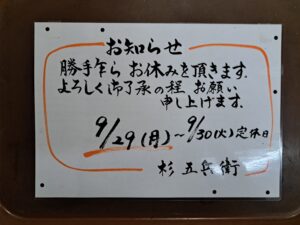 お知らせ
勝手乍ら お休みを頂きます.
よろしく御了承の程 お願い
申し上げます.
9/29(月)~9/30(火)定休日
杉 五兵衛